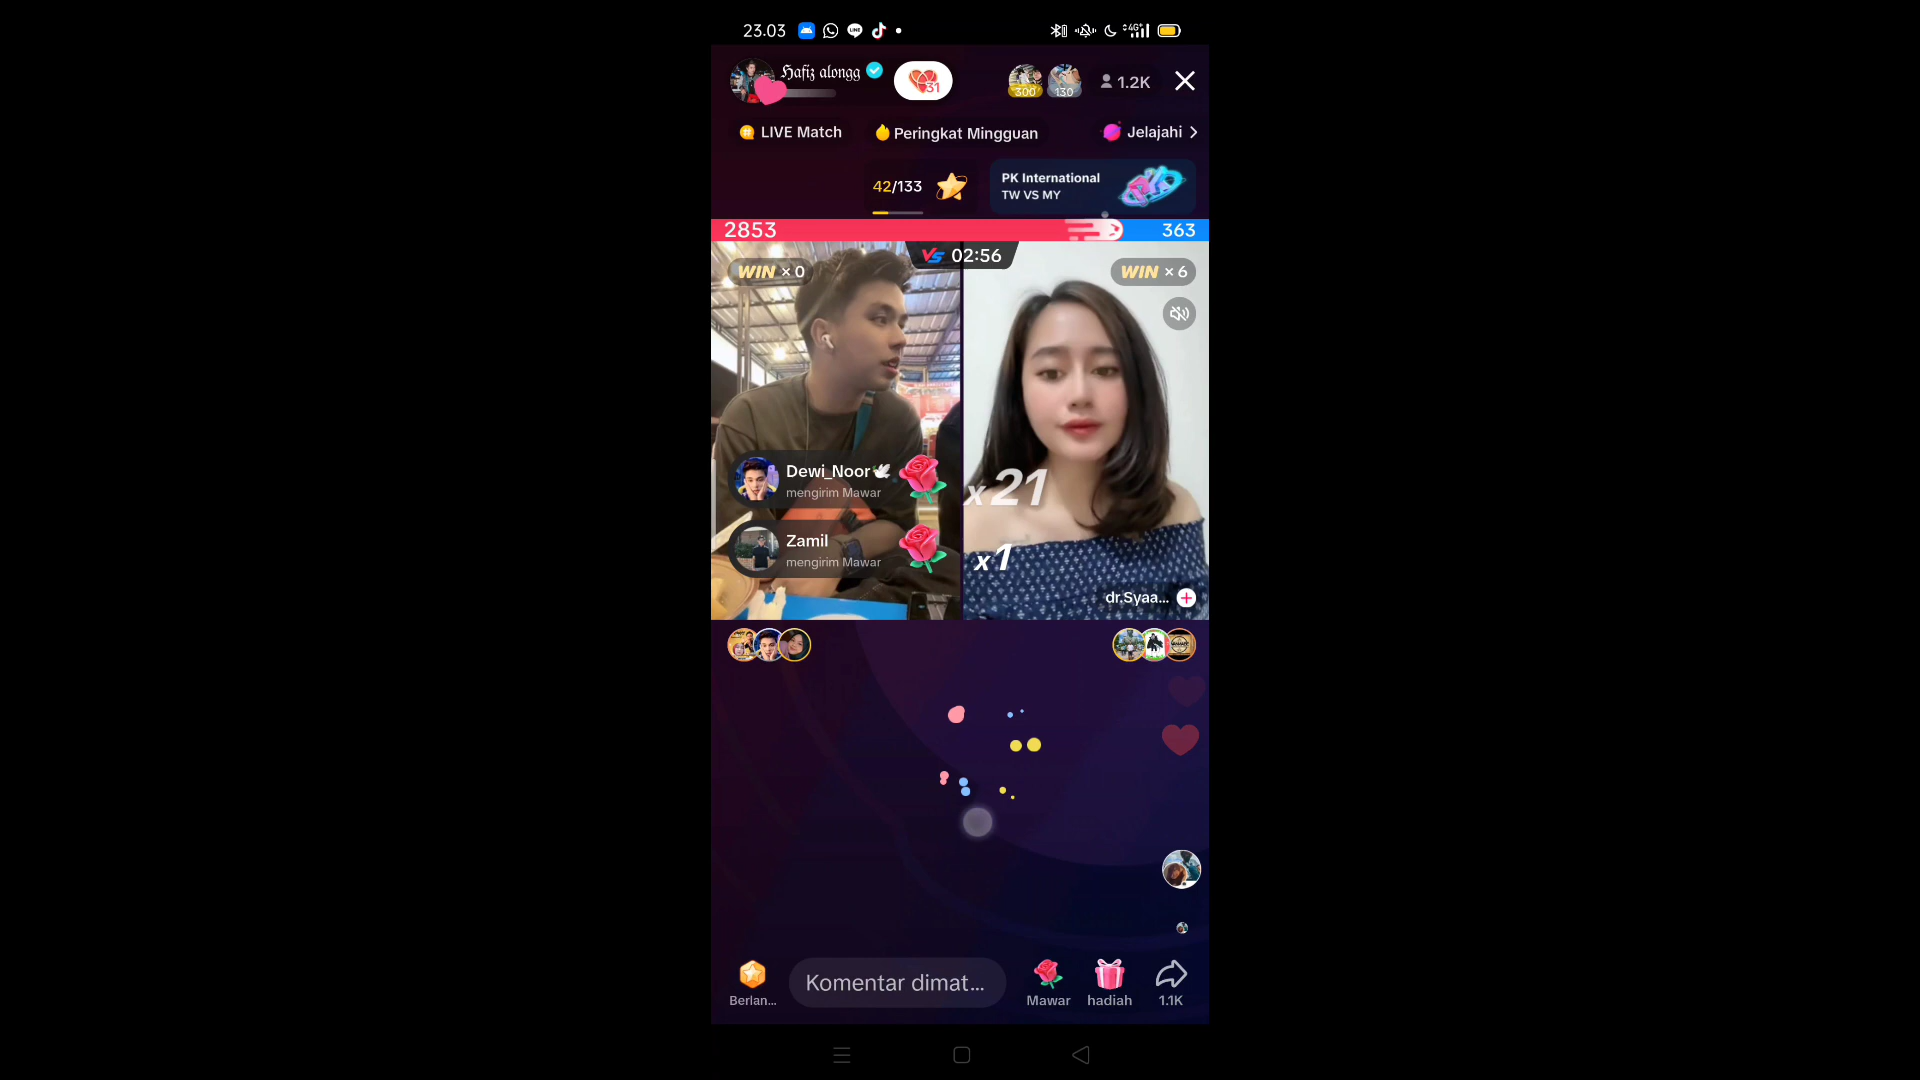 23.03
4G+
Hafiz alongg
31
300
130
1.2K
LIVE Match
Peringkat Mingguan
Jelajahi
42/133
PK International
TW VS MY
2853
363
VS 02:56
WIN × 0
WIN × 6
Dewi_Noor
mengirim Mawar
x21
Zamil
mengirim Mawar
x1
dr.Syaa...
Berlan...
Komentar dimat...
Mawar
hadiah
1.1K